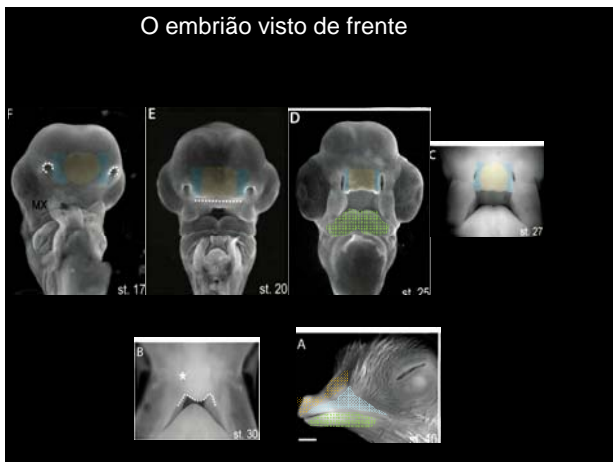 O embrião visto de frente
F
E
D
C
MX
st. 17
st. 20
st. 25
st. 27
B
A
st. 30